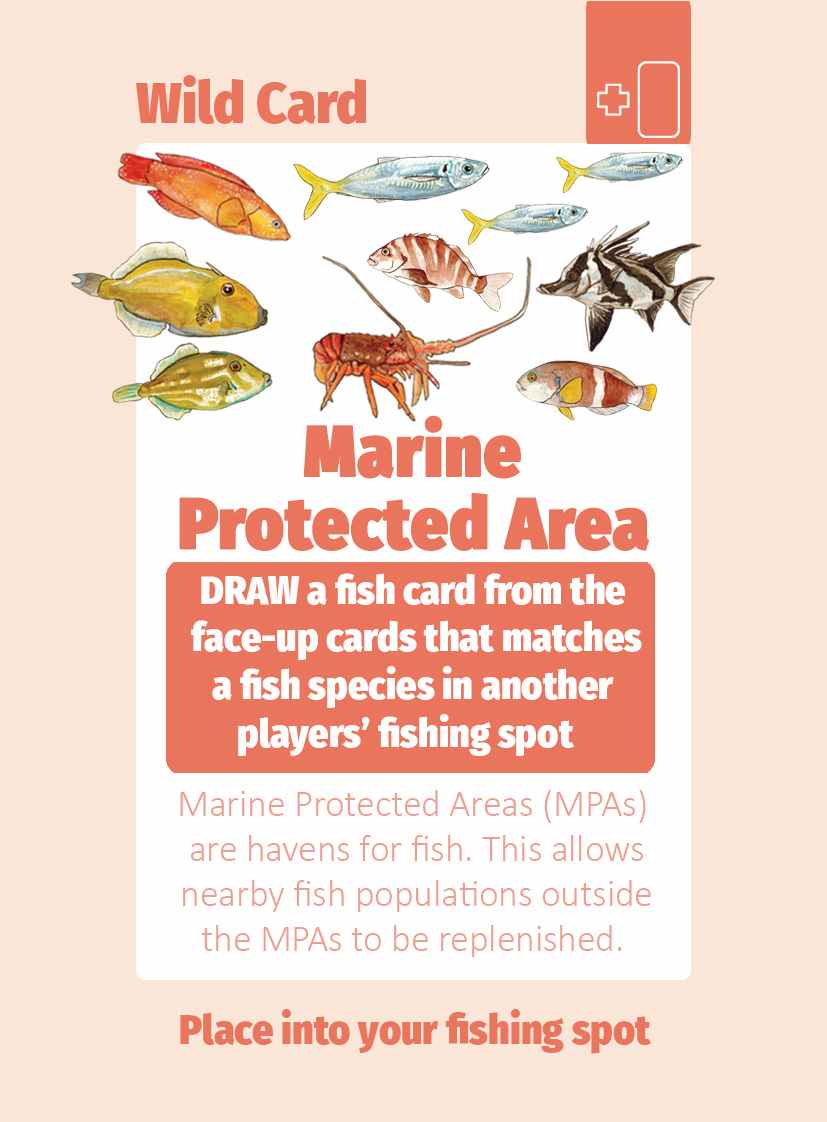 Wild Card
Marine
Protected Area
DRAW a fish card from the
face-up cards that matches
a fish species in another
players’ fishing spot
Marine Protected Areas (MPAs)
are havens for fish. This allows
nearby fish populations outside
the MPAs to be replenished.
Place into your fishing spot